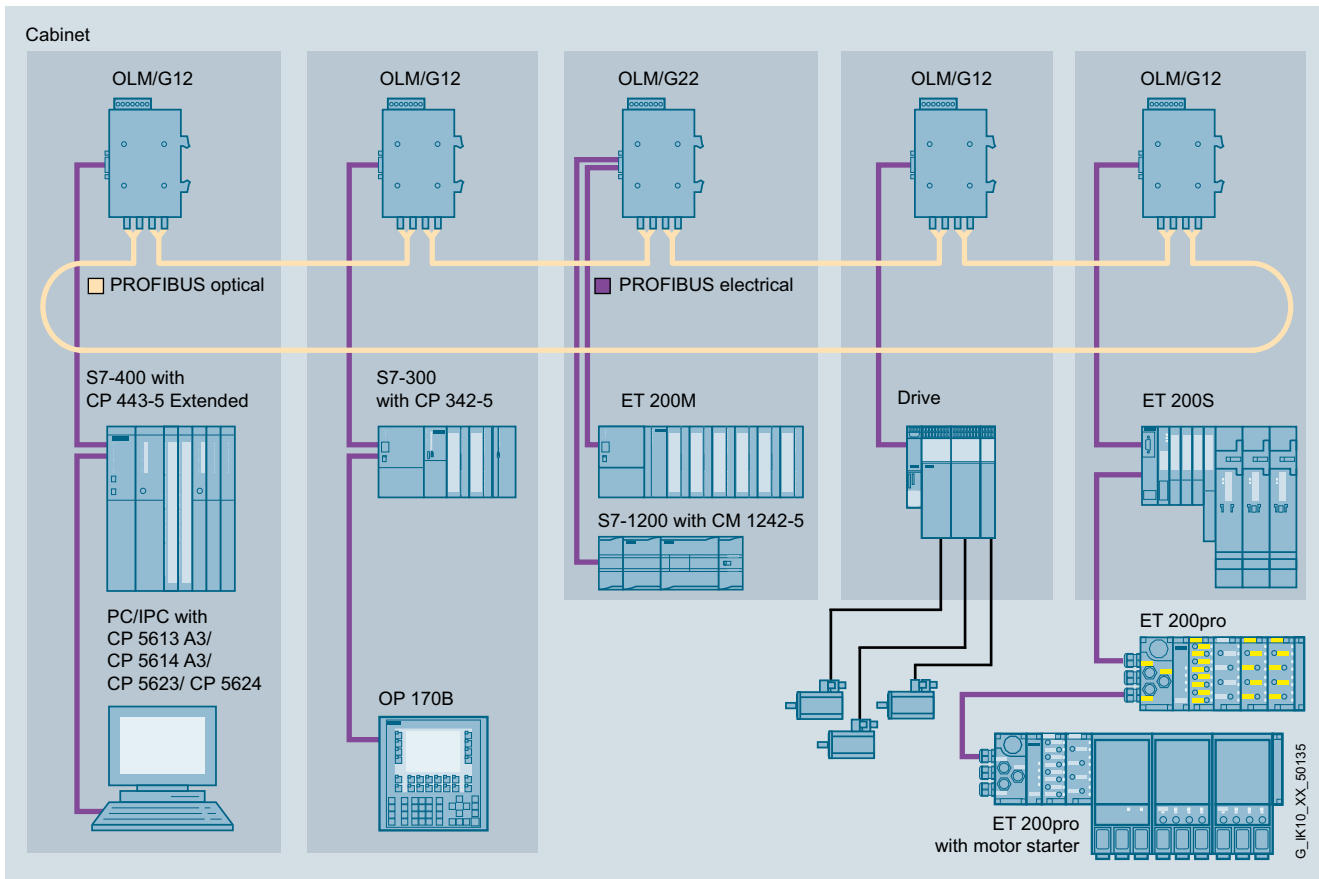 Cabinet
OLM/G12
OLM/G12
OLM/G22
OLM/G12
OLM/G12
PROFIBUS optical
PROFIBUS electrical
S7-400 with
CP 443-5 Extended
S7-300
with CP 342-5
ET 200M
Drive
ET 200S
S7-1200 with CM 1242-5
PC/IPC with
CP 5613 A3/
CP 5614 A3/
CP 5623/ CP 5624
OP 170B
ET 200pro
ET 200pro
with motor starter
G_IK10_XX_50135